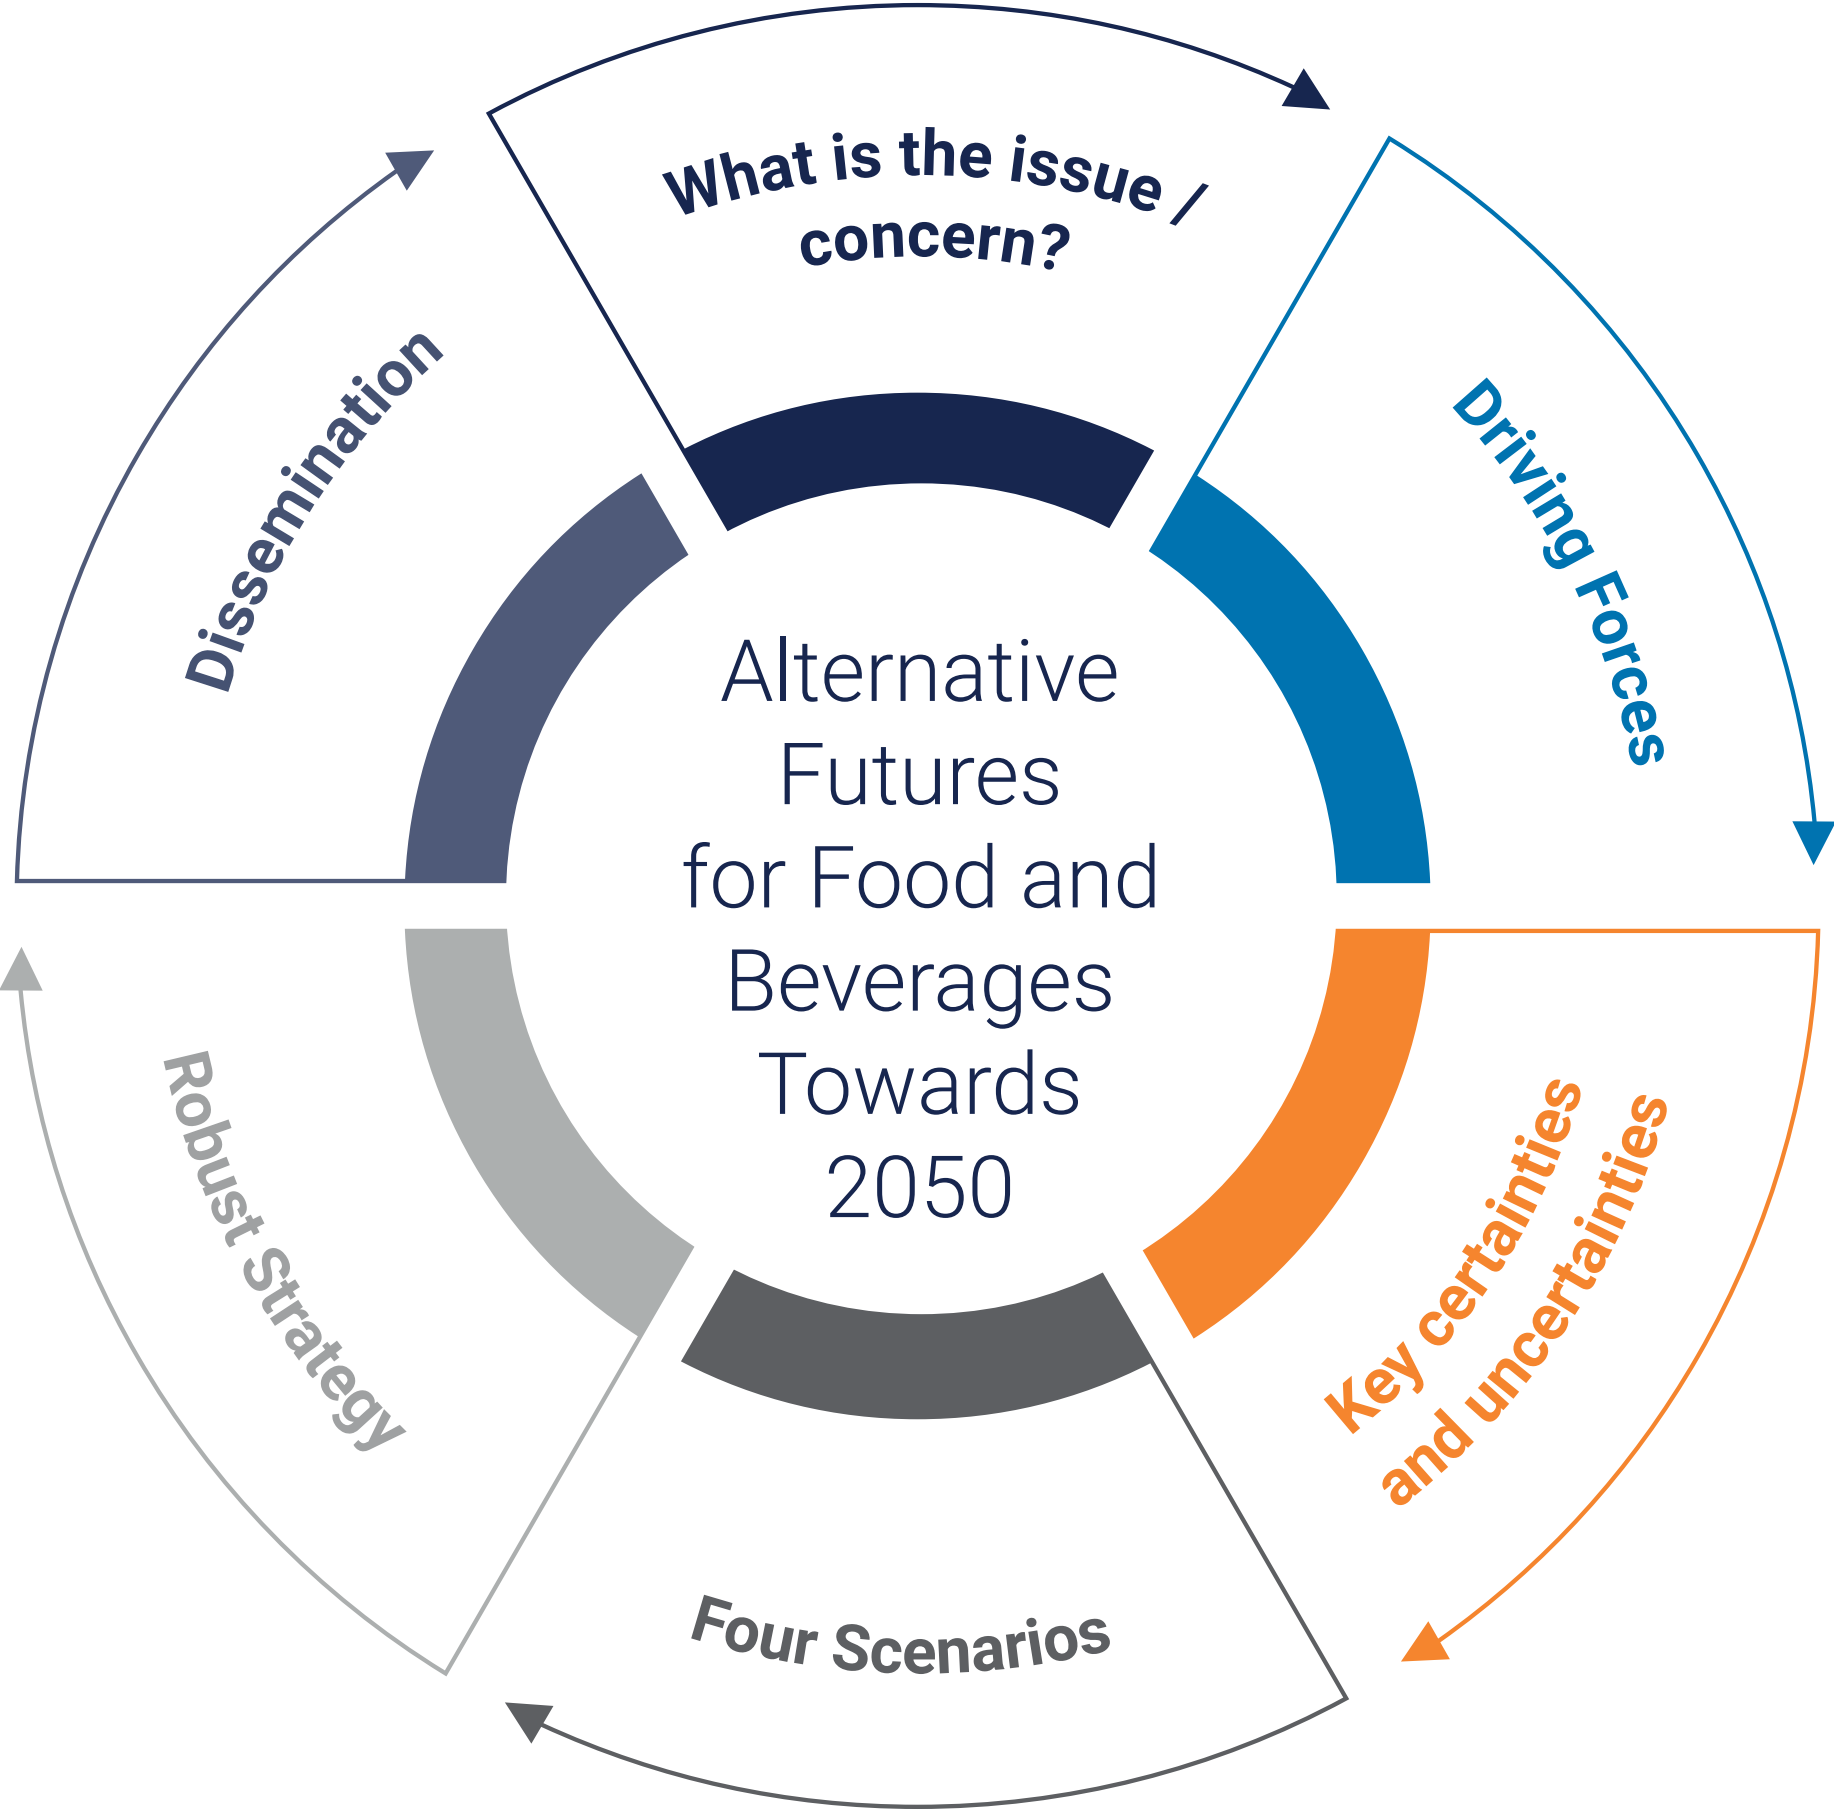 What is the issue /
concern?
Driving Forces
Key certainties
and uncertainties
Four Scenarios
Robust Strategy
Dissemination
Alternative
Futures
for Food and
Beverages
Towards
2050